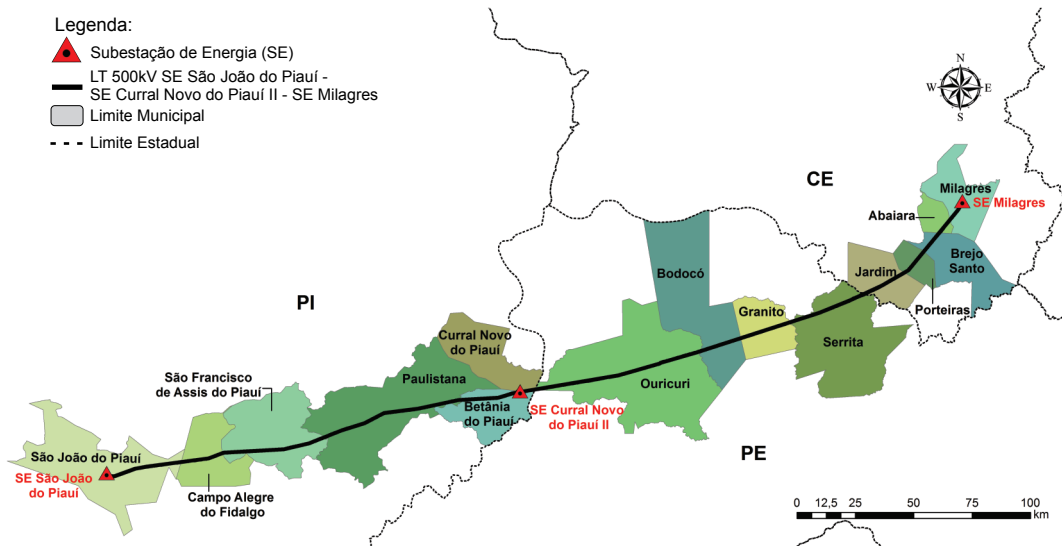 Legenda:
Subestação de Energia (SE)
LT 500kV SE São João do Piauí -
SE Curral Novo do Piauí II - SE Milagres
Limite Municipal
Limite Estadual
N
W
E
S
CE
Milagres
SE Milagres
Abaiara
Brejo
Santo
Jardim
Porteiras
Bodocó
PI
Granito
Serrita
Curral Novo
do Piauí
São Francisco
de Assis do Piauí
Paulistana
Ouricuri
Betânia
do Piauí
SE Curral Novo
do Piauí II
PE
São João do Piauí
SE São João
do Piauí
Campo Alegre
do Fidalgo
0 12,5 25 50 75 100
km